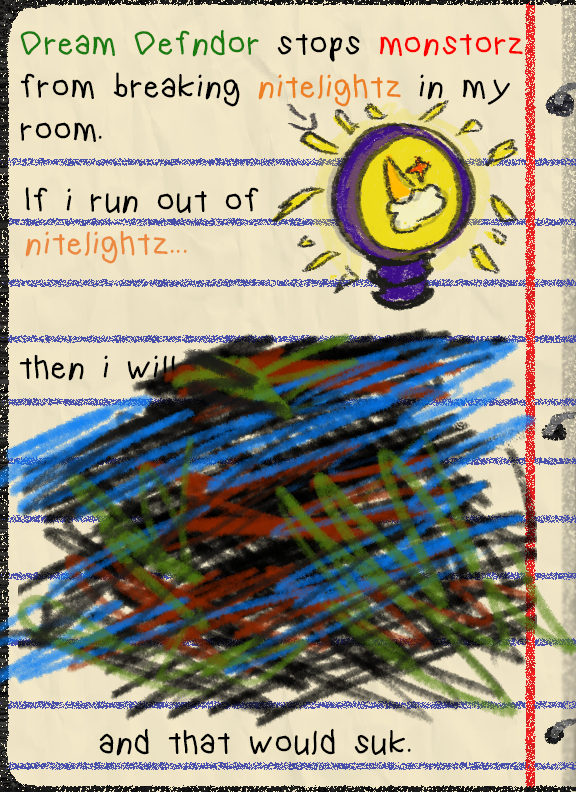 Dream Defndor stops monstorz
from breaking nitelightz in my
room.
If i run out of
nitelightz...
then i will
and that would suk.